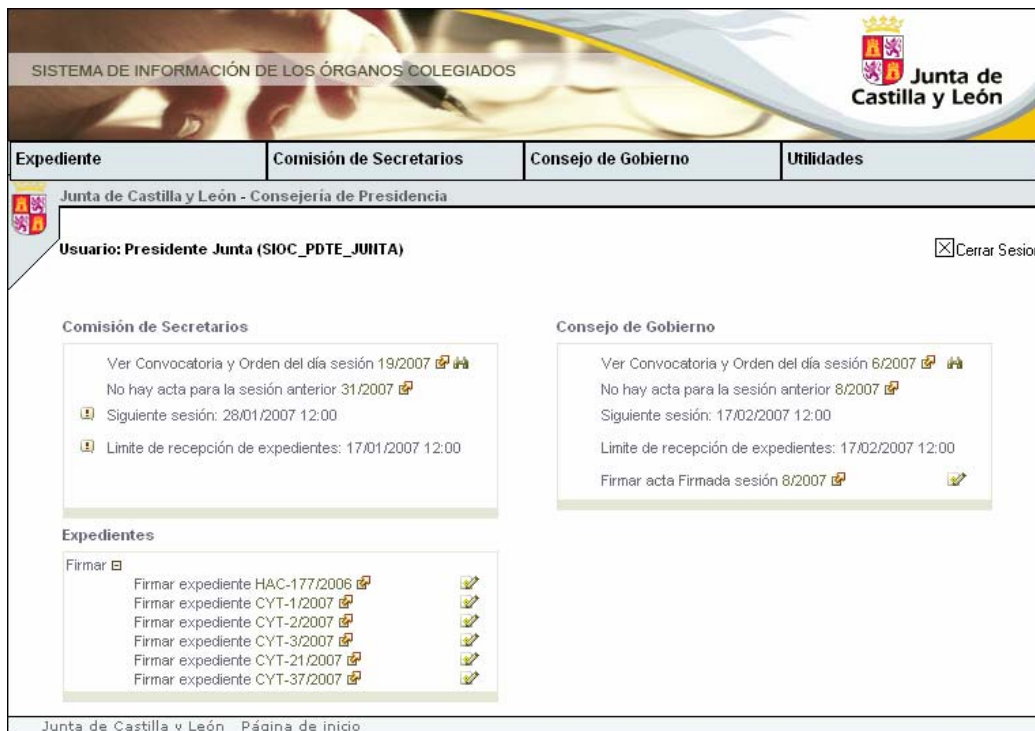 SISTEMA DE INFORMACIÓN DE LOS ÓRGANOS COLEGIADOS
Junta de
Castilla y León
Expediente
Comisión de Secretarios
Consejo de Gobierno
Utilidades
Junta de Castilla y León - Consejería de Presidencia
Usuario: Presidente Junta (SIOC_PDTE_JUNTA)
Cerrar Sesion
Comisión de Secretarios
Ver Convocatoria y Orden del día sesión 19/2007
No hay acta para la sesión anterior 31/2007
Siguiente sesión: 28/01/2007 12:00
Limite de recepción de expedientes: 17/01/2007 12:00
Consejo de Gobierno
Ver Convocatoria y Orden del día sesión 6/2007
No hay acta para la sesión anterior 8/2007
Siguiente sesión: 17/02/2007 12:00
Limite de recepción de expedientes: 17/02/2007 12:00
Firmar acta Firmada sesión 8/2007
Expedientes
Firmar
Firmar expediente HAC-177/2006
Firmar expediente CYT-1/2007
Firmar expediente CYT-2/2007
Firmar expediente CYT-3/2007
Firmar expediente CYT-21/2007
Firmar expediente CYT-37/2007
Junta de Castilla y León Página de inicio